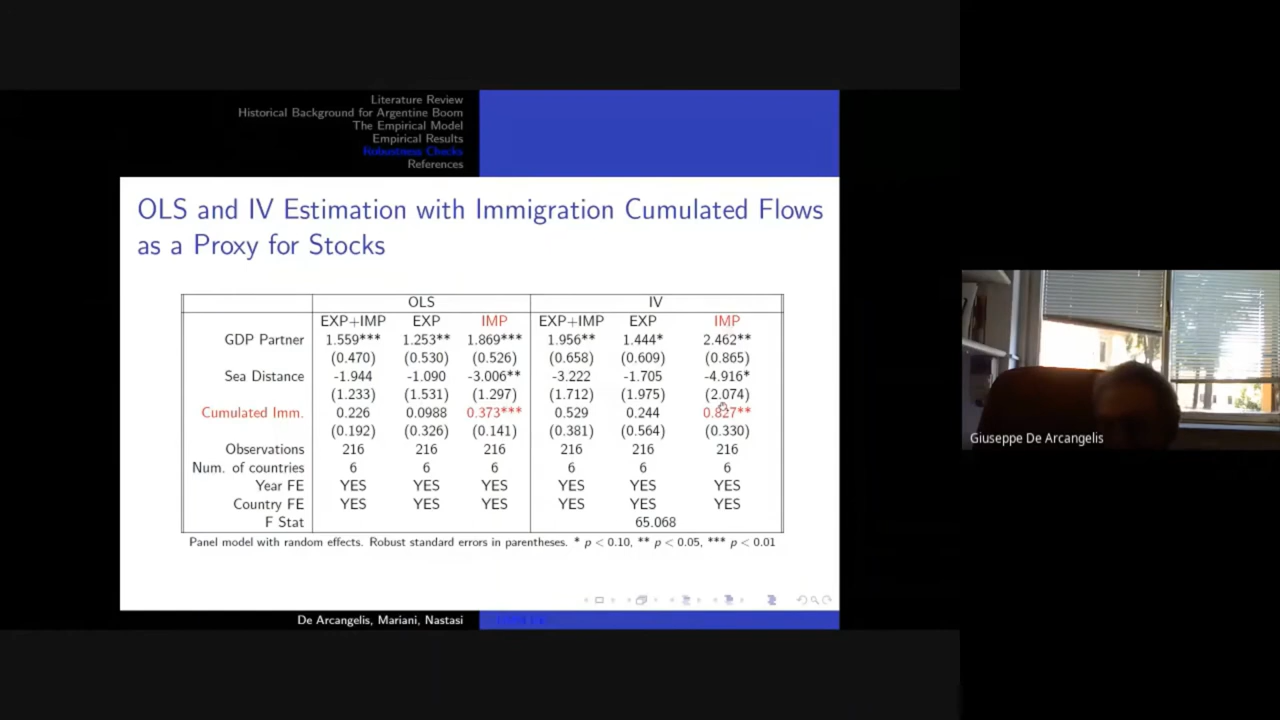 Literature Review
Historical Background for Argentine Boom
The Empirical Model
Empirical Results
Robustness Checks
References
OLS and IV Estimation with Immigration Cumulated Flows
as a Proxy for Stocks
OLS IV
EXP+IMP EXP IMP EXP+IMP EXP IMP
GDP Partner 1.559*** 1.253** 1.869*** 1.956** 1.444* 2.462**
(0.470) (0.530) (0.526) (0.658) (0.609) (0.865)
Sea Distance -1.944 -1.090 -3.006** -3.222 -1.705 -4.916*
(1.233) (1.531) (1.297) (1.712) (1.975) (2.074)
Cumulated Imm. 0.226 0.0988 0.373*** 0.529 0.244 0.827**
(0.192) (0.326) (0.141) (0.381) (0.564) (0.330)
Observations 216 216 216 216 216 216
Num. of countries 6 6 6 6 6 6
Year FE YES YES YES YES YES YES
Country FE YES YES YES YES YES YES
F Stat 65.068
Panel model with random effects. Robust standard errors in parentheses. * p < 0.10, ** p < 0.05, *** p < 0.01
De Arcangelis, Mariani, Nastasi
Giuseppe De Arcangelis